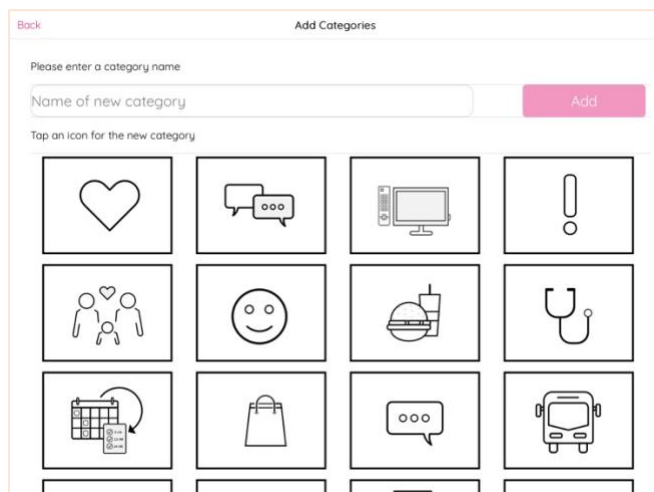 Back
Add Categories
Please enter a category name
Name of new category
Add
Tap an icon for the new category